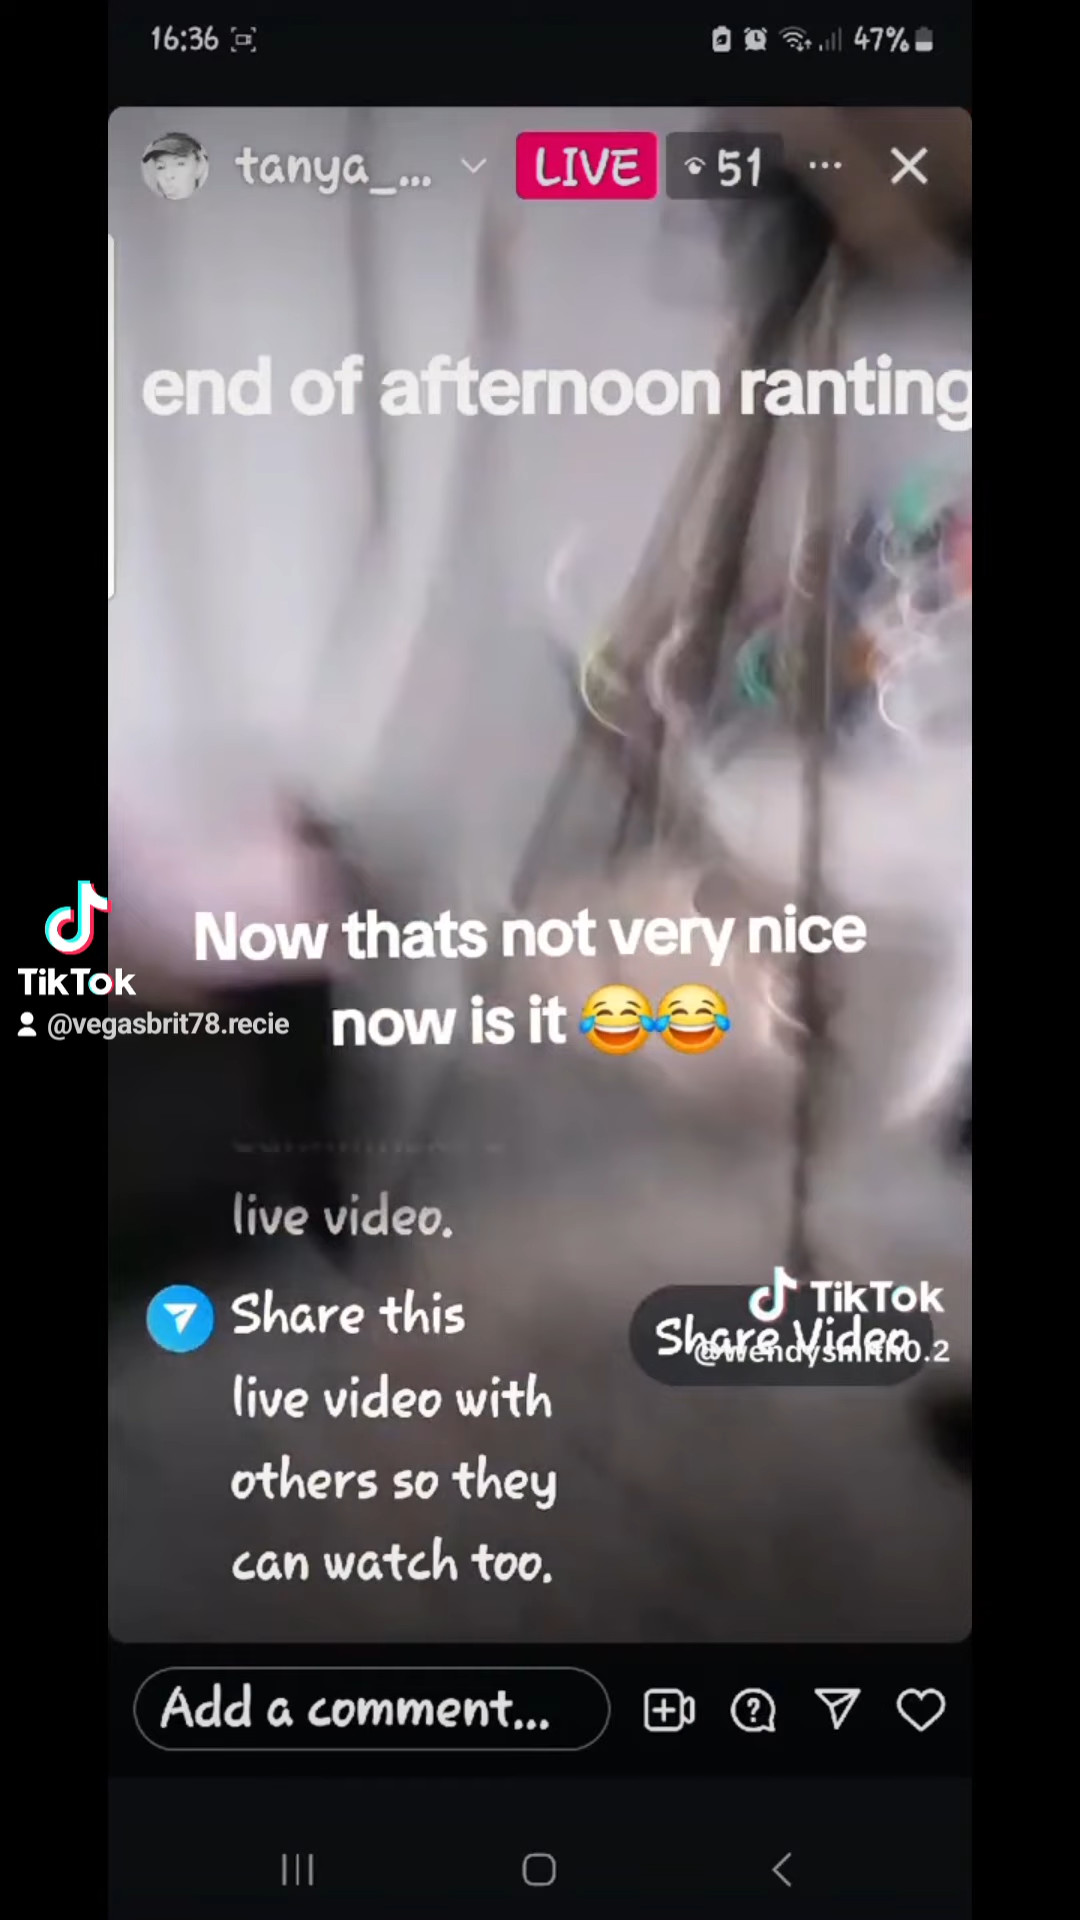 16:36
47%
tanya_...
LIVE
51
end of afternoon ranting
Now thats not very nice
now is it 😂😂
TikTok
@vegasbrit78.recie
live video.
Share this
live video with
others so they
can watch too.
TikTok
Share Video
@wendysmith0.2
Add a comment...